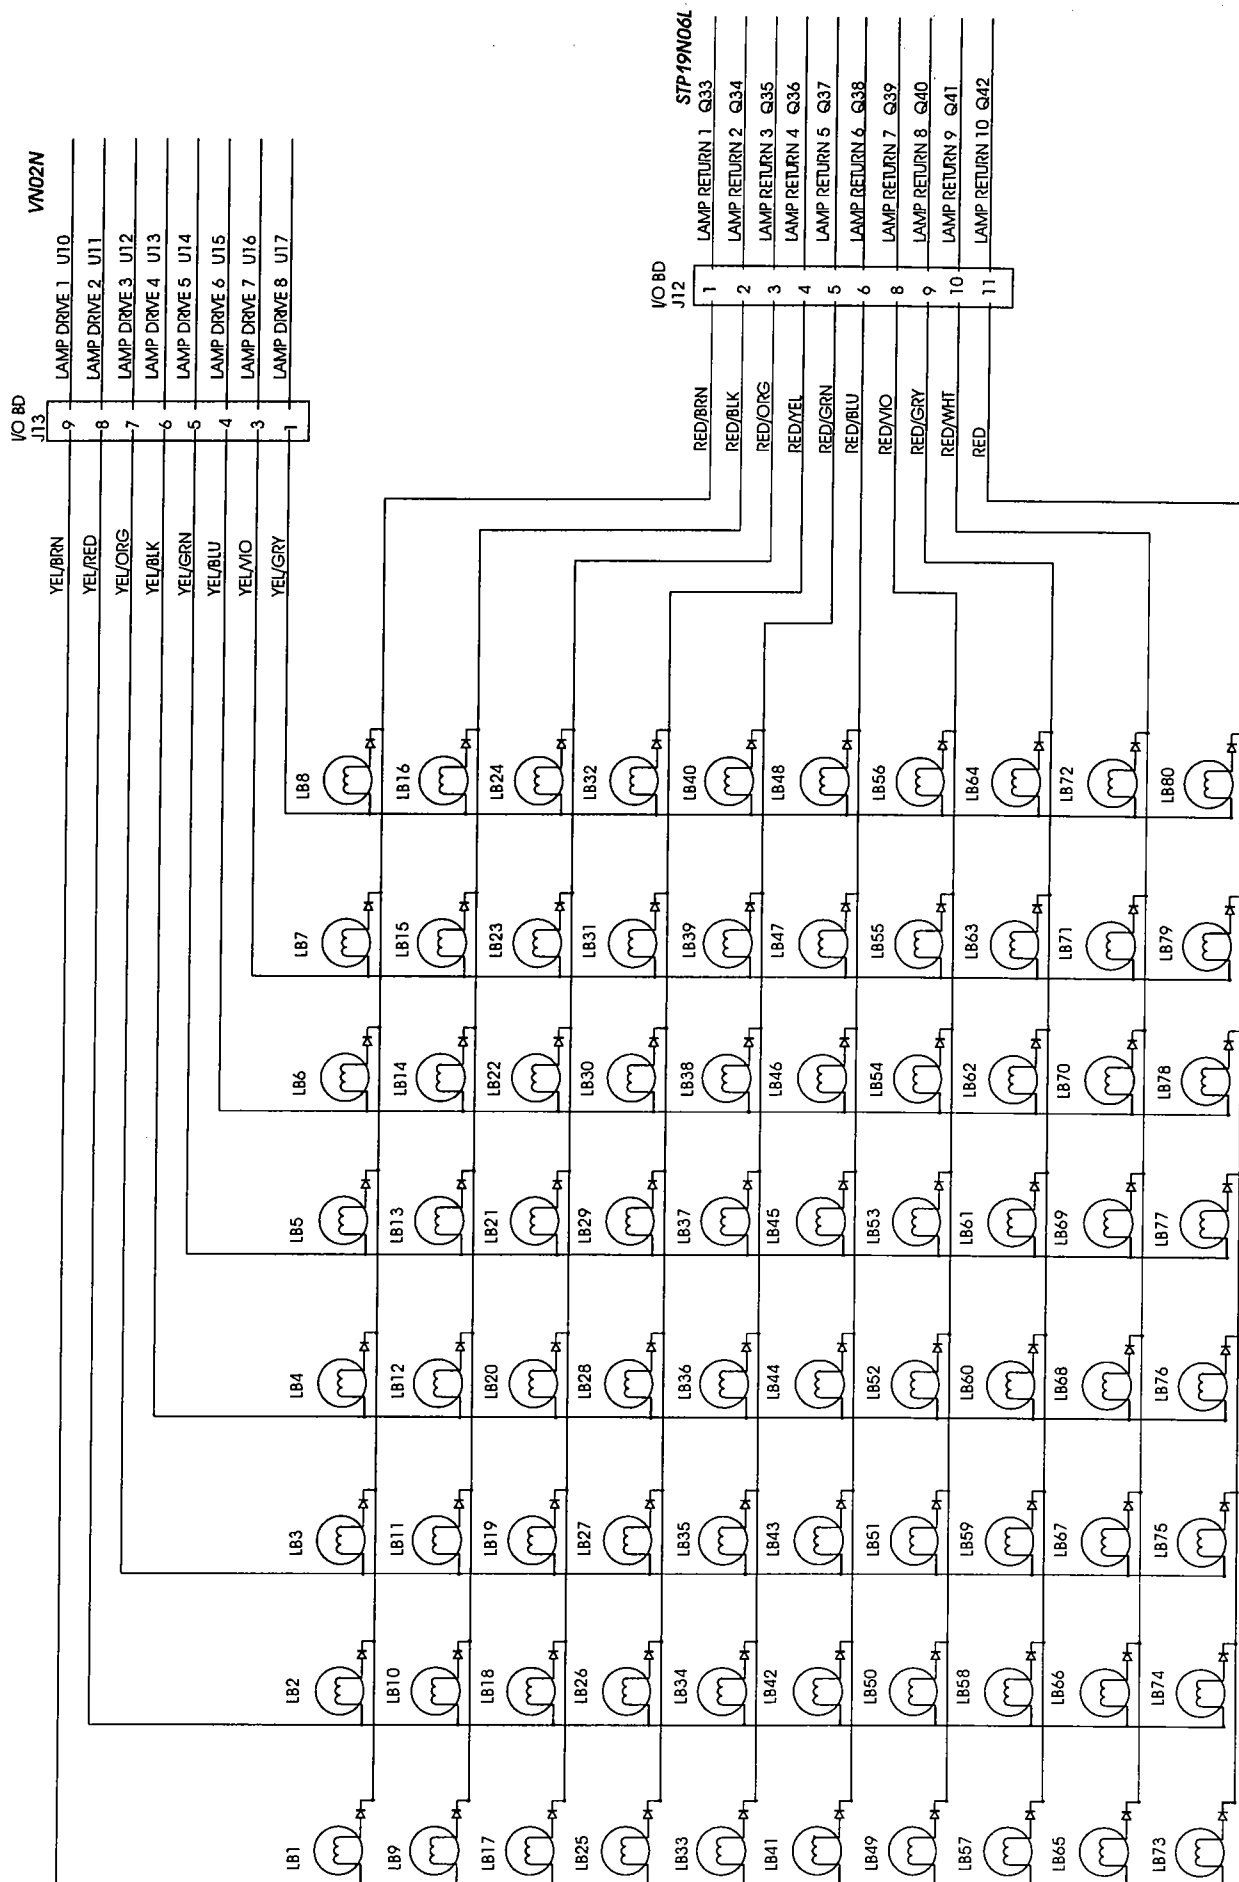 VN02N
LAMP DRIVE 1 U10
LAMP DRIVE 2 U11
LAMP DRIVE 3 U12
LAMP DRIVE 4 U13
LAMP DRIVE 5 U14
LAMP DRIVE 6 U15
LAMP DRIVE 7 U16
LAMP DRIVE 8 U17
I/O BD
J13
9
8
7
6
5
4
3
1
YEL/BRN
YEL/RED
YEL/ORG
YEL/BLK
YEL/GRN
YEL/BLU
YEL/VIO
YEL/GRY
STP19N06L
LAMP RETURN 1 Q33
LAMP RETURN 2 Q34
LAMP RETURN 3 Q35
LAMP RETURN 4 Q36
LAMP RETURN 5 Q37
LAMP RETURN 6 Q38
LAMP RETURN 7 Q39
LAMP RETURN 8 Q40
LAMP RETURN 9 Q41
LAMP RETURN 10 Q42
I/O BD
J12
1
2
3
4
5
6
8
9
10
11
RED/BRN
RED/BLK
RED/ORG
RED/YEL
RED/GRN
RED/BLU
RED/VIO
RED/GRY
RED/WHT
RED
LB8 LB16 LB24 LB32 LB40 LB48 LB56 LB64 LB72 LB80
LB7 LB15 LB23 LB31 LB39 LB47 LB55 LB63 LB71 LB79
LB6 LB14 LB22 LB30 LB38 LB46 LB54 LB62 LB70 LB78
LB5 LB13 LB21 LB29 LB37 LB45 LB53 LB61 LB69 LB77
LB4 LB12 LB20 LB28 LB36 LB44 LB52 LB60 LB68 LB76
LB3 LB11 LB19 LB27 LB35 LB43 LB51 LB59 LB67 LB75
LB2 LB10 LB18 LB26 LB34 LB42 LB50 LB58 LB66 LB74
LB1 LB9 LB17 LB25 LB33 LB41 LB49 LB57 LB65 LB73